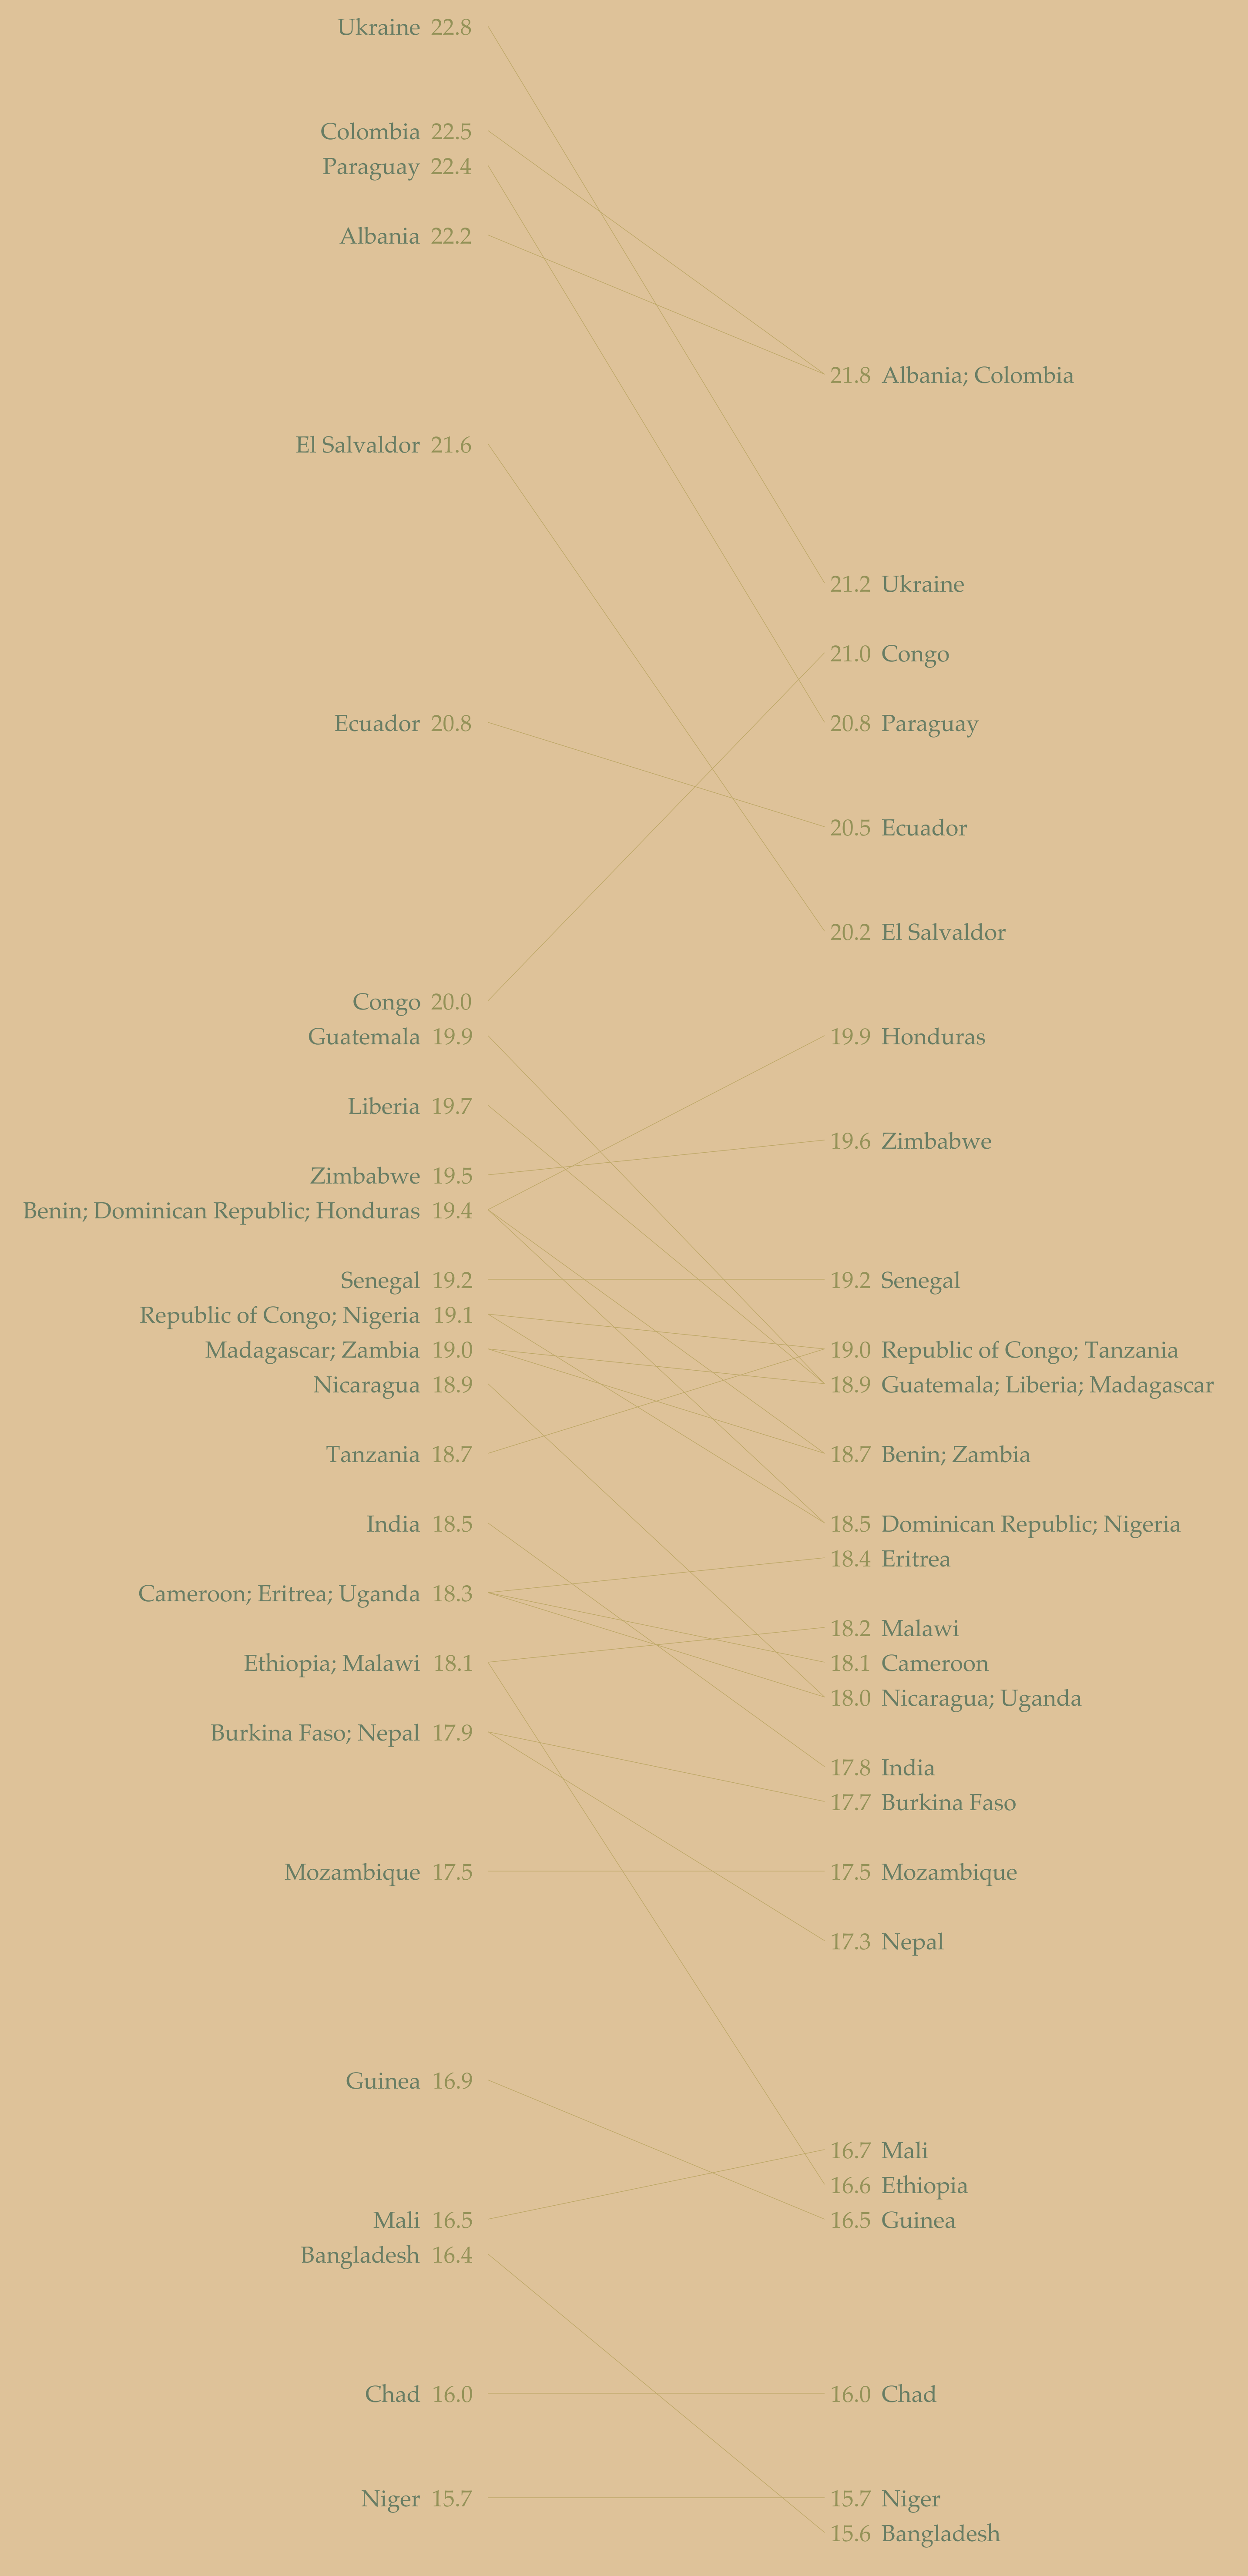 Ukraine 22.8
Colombia 22.5
Paraguay 22.4
Albania 22.2
21.8 Albania; Colombia
El Salvaldor 21.6
21.2 Ukraine
21.0 Congo
Ecuador 20.8
20.8 Paraguay
20.5 Ecuador
20.2 El Salvaldor
Congo 20.0
Guatemala 19.9
19.9 Honduras
Liberia 19.7
19.6 Zimbabwe
Zimbabwe 19.5
Benin; Dominican Republic; Honduras 19.4
Senegal 19.2
19.2 Senegal
Republic of Congo; Nigeria 19.1
Madagascar; Zambia 19.0
19.0 Republic of Congo; Tanzania
Nicaragua 18.9
18.9 Guatemala; Liberia; Madagascar
Tanzania 18.7
18.7 Benin; Zambia
India 18.5
18.5 Dominican Republic; Nigeria
18.4 Eritrea
Cameroon; Eritrea; Uganda 18.3
18.2 Malawi
Ethiopia; Malawi 18.1
18.1 Cameroon
18.0 Nicaragua; Uganda
Burkina Faso; Nepal 17.9
17.8 India
17.7 Burkina Faso
Mozambique 17.5
17.5 Mozambique
17.3 Nepal
Guinea 16.9
16.7 Mali
16.6 Ethiopia
Mali 16.5
16.5 Guinea
Bangladesh 16.4
Chad 16.0
16.0 Chad
Niger 15.7
15.7 Niger
15.6 Bangladesh